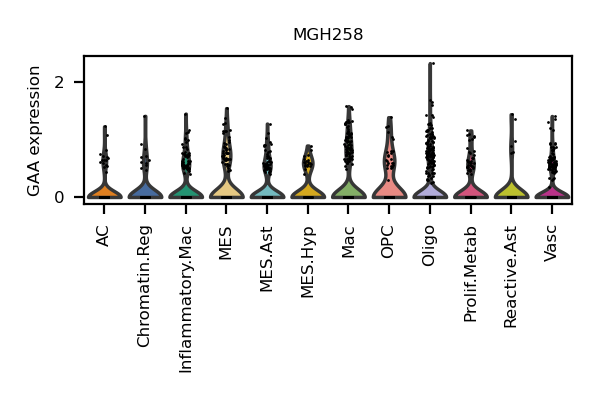 MGH258
GAA expression
2
0
AC
Chromatin.Reg
Inflammatory.Mac
MES
MES.Ast
MES.Hyp
Mac
OPC
Oligo
Prolif.Metab
Reactive.Ast
Vasc